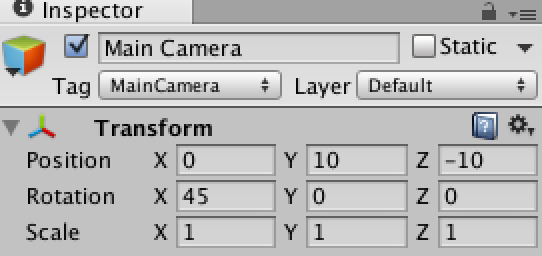 Inspector
Main Camera Static
Tag MainCamera Layer Default
Transform
Position X 0 Y 10 Z -10
Rotation X 45 Y 0 Z 0
Scale X 1 Y 1 Z 1